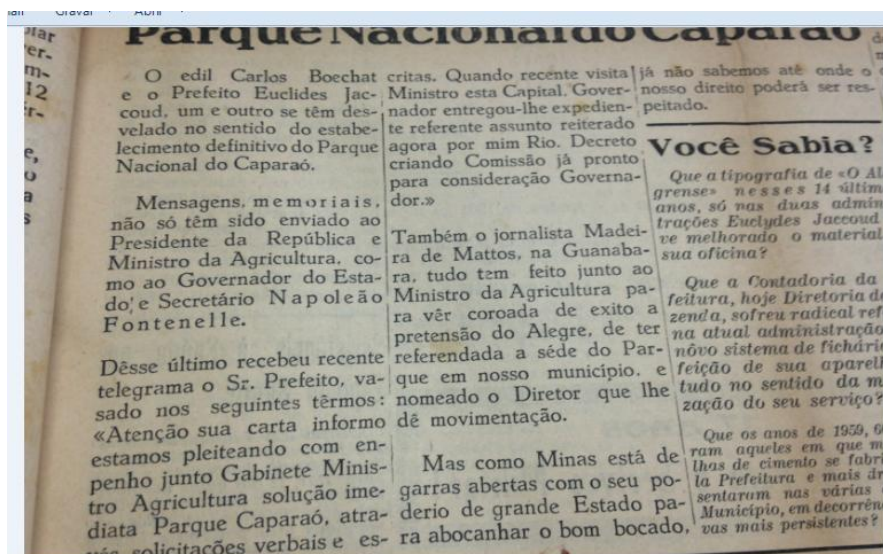 Gravar
Abrir
Parque Nacional do Caparaó
er-
m-
12
e,
O edil Carlos Boechat
e o Prefeito Euclides Jac-
coud, um e outro se têm des-
velado no sentido do estabe-
lecimento definitivo do Parque
Nacional do Caparaó.
Mensagens, memoriais,
não só têm sido enviado ao
Presidente da República e
Ministro da Agricultura, co-
mo ao Governador do Esta-
do e Secretário Napoleão
Fontenelle.
Dêsse último recebeu recente
telegrama o Sr. Prefeito, va-
sado nos seguintes têrmos:
«Atenção sua carta informo
estamos pleiteando com en-
penho junto Gabinete Minis-
tro Agricultura solução ime-
diata Parque Caparaó, atra-
vés solicitações verbais e es-
critas. Quando recente visita
Ministro esta Capital, Gover-
nador entregou-lhe expedien-
te referente assunto reiterado
agora por mim Rio. Decreto
criando Comissão já pronto
para consideração Governa-
dor.»
Também o jornalista Madei-
ra de Mattos, na Guanaba-
ra, tudo tem feito junto ao
Ministro da Agricultura pa-
ra vêr coroada de exito a
pretensão do Alegre, de ter
referendada a séde do Par-
que em nosso município, e
nomeado o Diretor que lhe
dê movimentação.
Mas como Minas está de
garras abertas com o seu po-
derio de grande Estado pa-
ra abocanhar o bom bocado,
já não sabemos até onde o
nosso direito poderá ser res-
peitado.
Você Sabia?
Que a tipografia de «O Al
grense» nesses 14 últim
anos, só nas duas admin
trações Euclydes Jaccoud
ve melhorado o material
sua oficina?
Que a Contadoria da
feitura, hoje Diretoria d
zenda, sofreu radical ref
na atual administração
nôvo sistema de fichári
feição de sua aparel
tudo no sentido da m
zação do seu serviço?
Que os anos de 1959, 6
ram aqueles em que m
lhas de cimento se fabri
la Prefeitura e mais dr
sentaram nas várias
Município, em decorrên
vas mais persistentes?